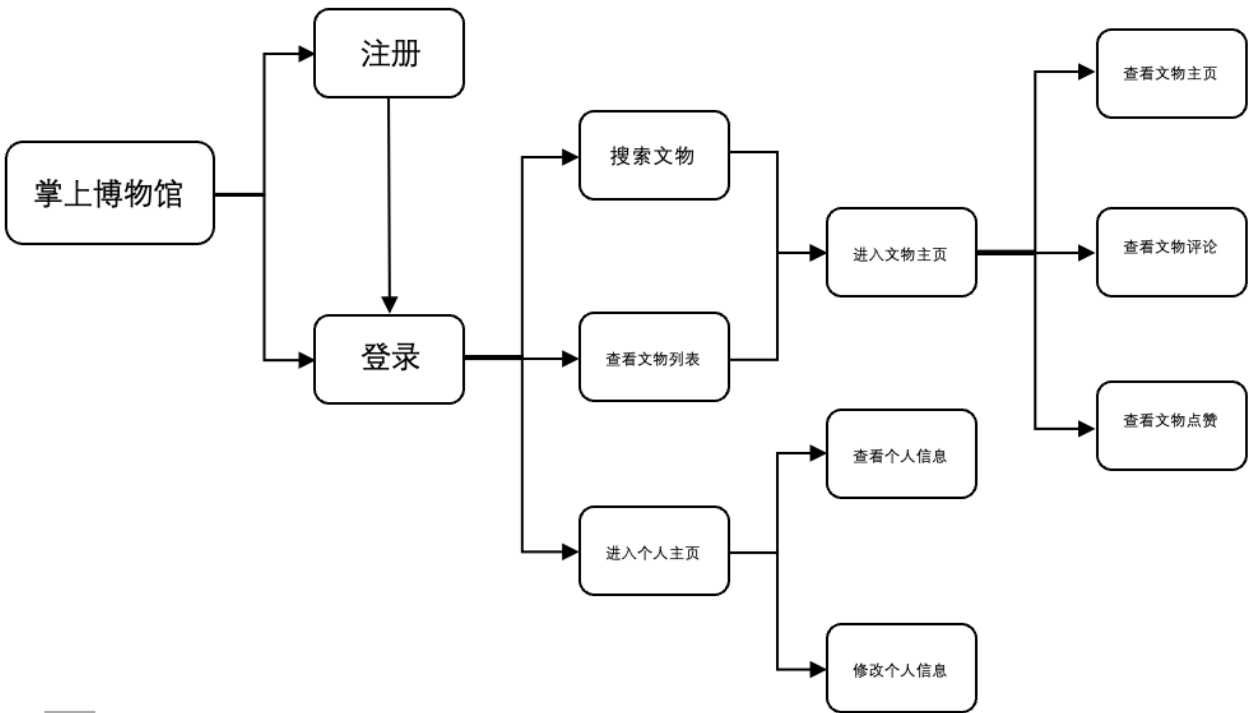 掌上博物馆
注册
登录
搜索文物
查看文物列表
进入个人主页
进入文物主页
查看个人信息
修改个人信息
查看文物主页
查看文物评论
查看文物点赞